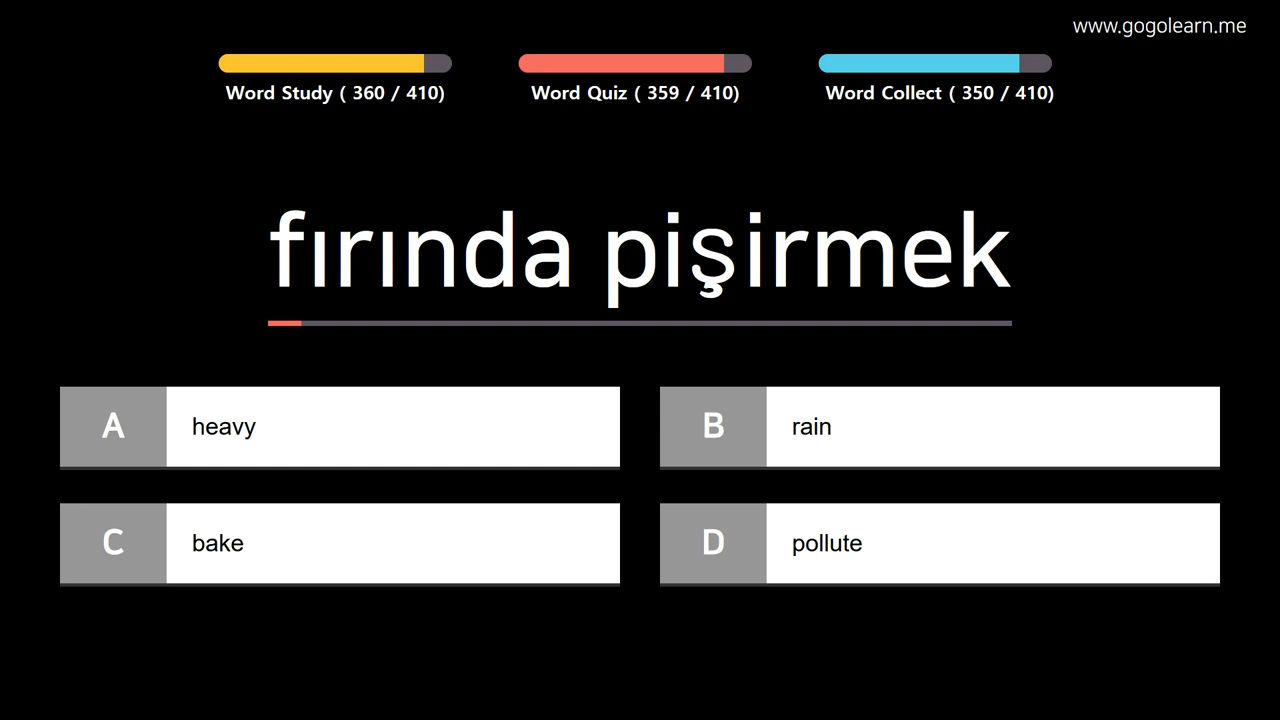 www.gogolearn.me
Word Study ( 360 / 410)
Word Quiz ( 359 / 410)
Word Collect ( 350 / 410)
fırında pişirmek
A
heavy
B
rain
C
bake
D
pollute